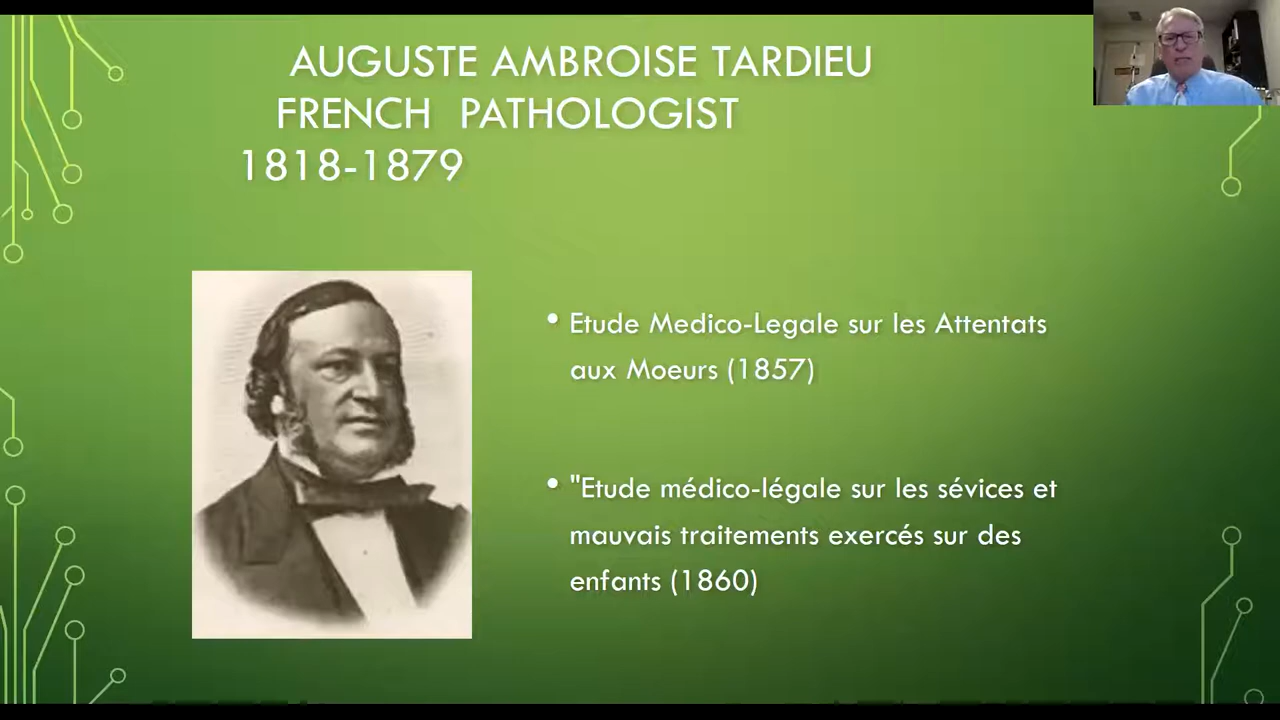 AUGUSTE AMBROISE TARDIEU
FRENCH PATHOLOGIST
1818-1879
• Etude Medico-Legale sur les Attentats
aux Moeurs (1857)
• "Etude médico-légale sur les sévices et
mauvais traitements exercés sur des
enfants (1860)